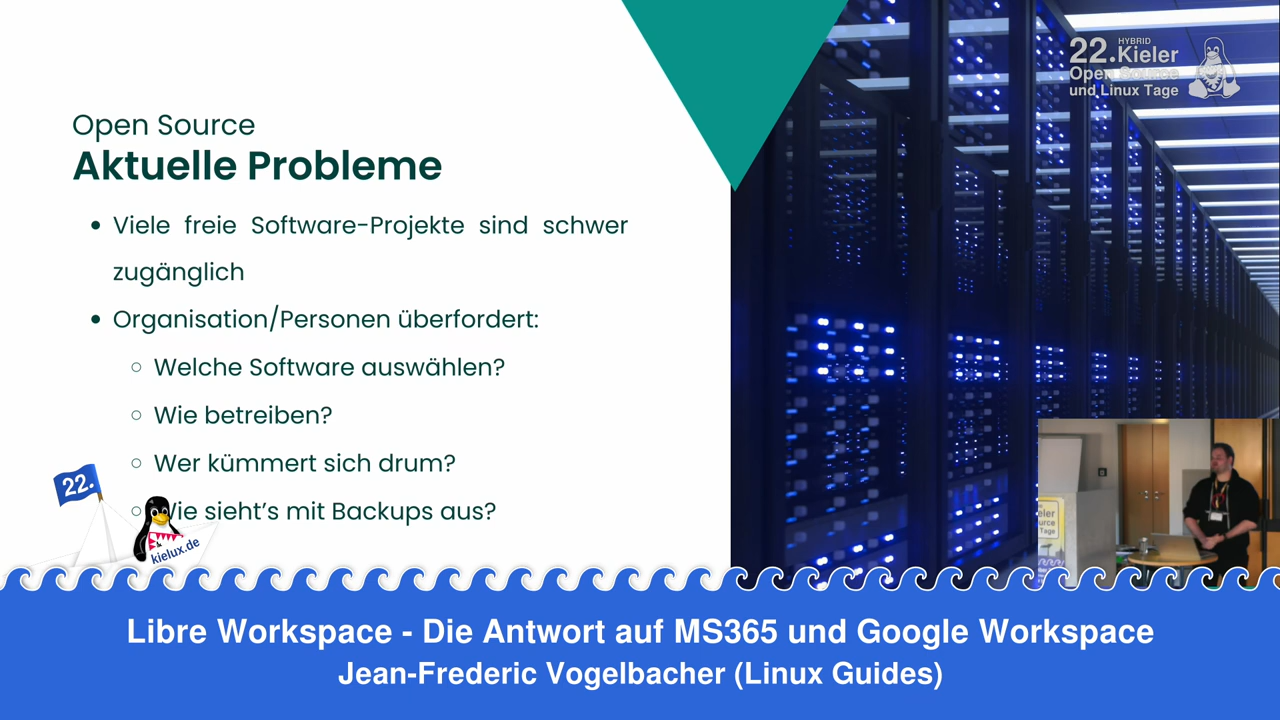 HYBRID
22.Kieler
Open Source
und Linux Tage
Open Source
Aktuelle Probleme
Viele freie Software-Projekte sind schwer
zugänglich
Organisation/Personen überfordert:
Welche Software auswählen?
Wie betreiben?
Wer kümmert sich drum?
Wie sieht's mit Backups aus?
22.
kielux.de
Libre Workspace - Die Antwort auf MS365 und Google Workspace
Jean-Frederic Vogelbacher (Linux Guides)